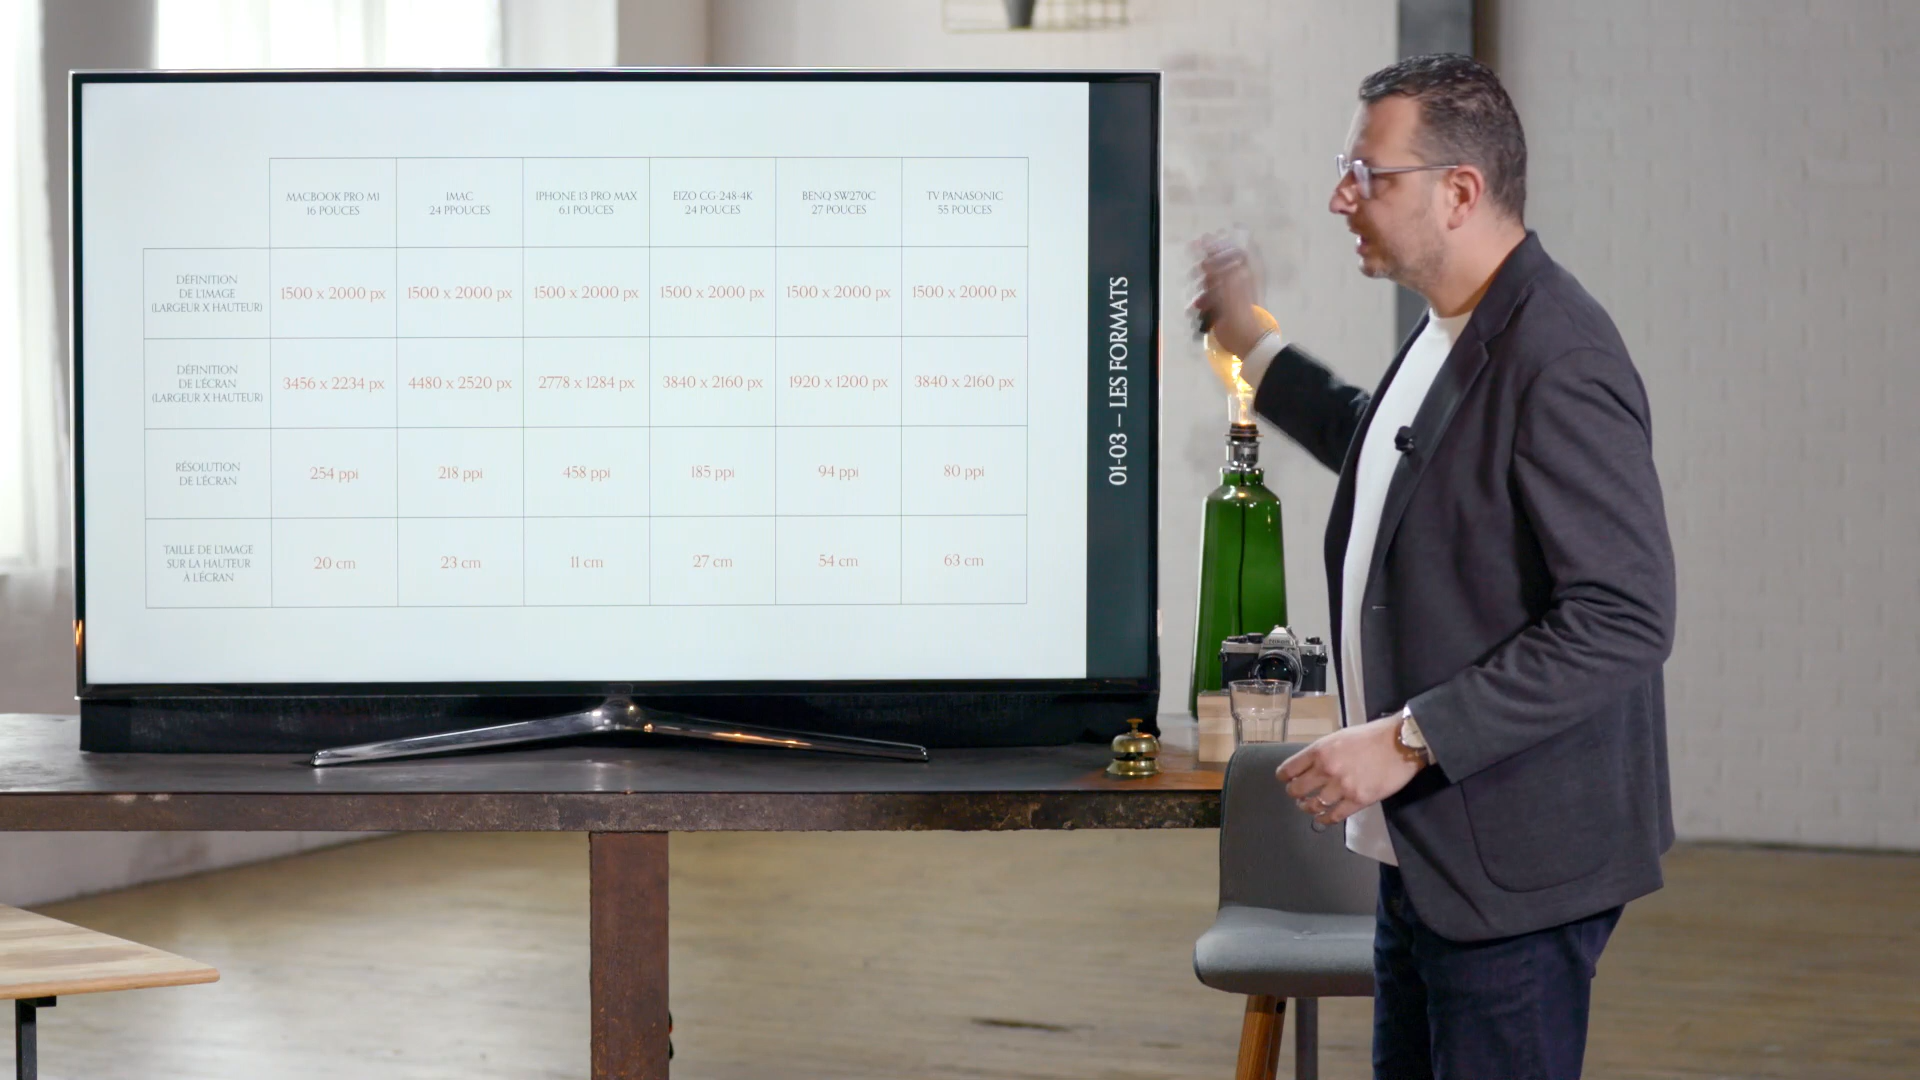 MACBOOK PRO M1
16 POUCES
IMAC
24 PPOUCES
IPHONE 13 PRO MAX
6.1 POUCES
EIZO CG-248-4K
24 POUCES
BENQ SW270C
27 POUCES
TV PANASONIC
55 POUCES
DÉFINITION
DE L'IMAGE
(LARGEUR X HAUTEUR)
1500 x 2000 px
1500 x 2000 px
1500 x 2000 px
1500 x 2000 px
1500 x 2000 px
1500 x 2000 px
DÉFINITION
DE L'ÉCRAN
(LARGEUR X HAUTEUR)
3456 x 2234 px
4480 x 2520 px
2778 x 1284 px
3840 x 2160 px
1920 x 1200 px
3840 x 2160 px
RÉSOLUTION
DE L'ÉCRAN
254 ppi
218 ppi
458 ppi
185 ppi
94 ppi
80 ppi
TAILLE DE L'IMAGE
SUR LA HAUTEUR
A L'ÉCRAN
20 cm
23 cm
11 cm
27 cm
54 cm
63 cm
01-03 – LES FORMATS